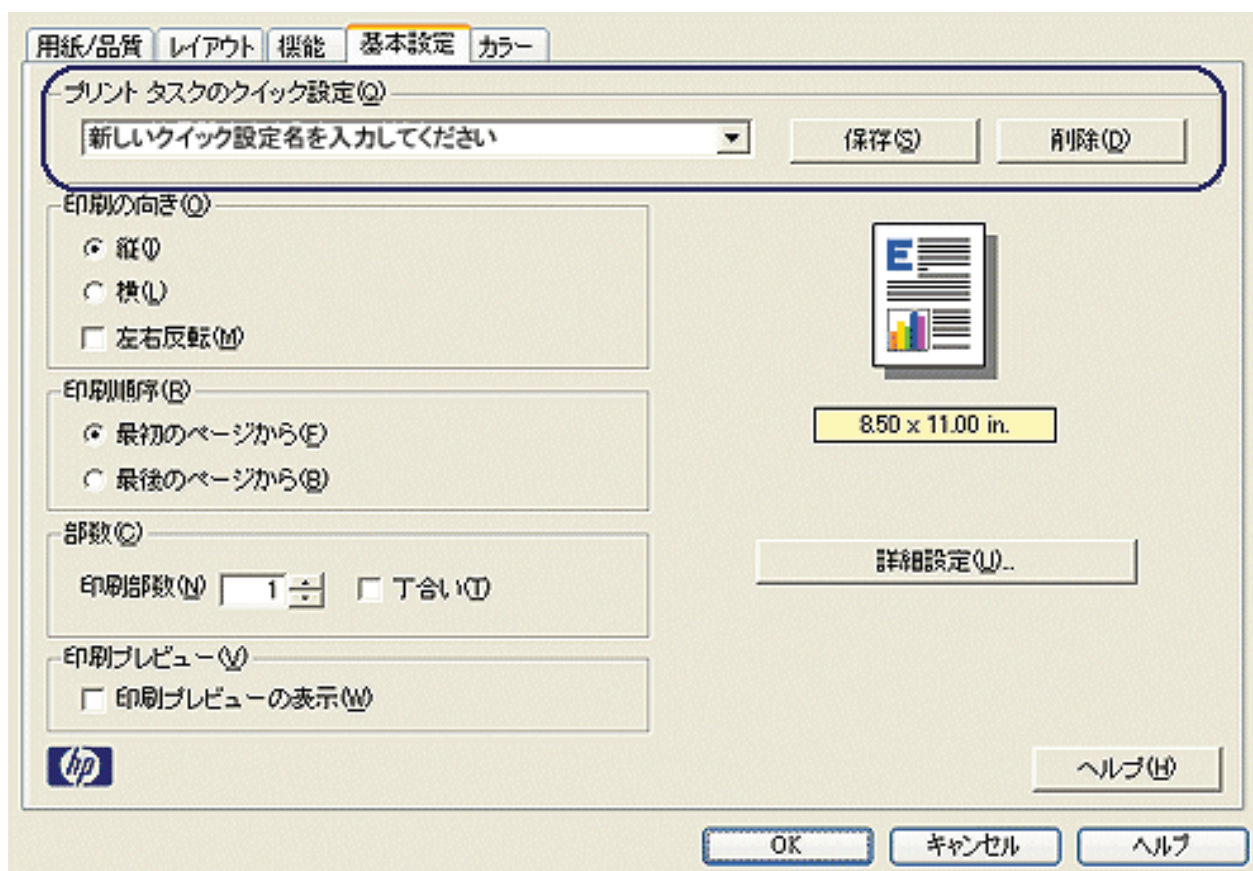 用紙/品質 レイアウト 機能 基本設定 カラー
プリント タスクのクイック設定(Q)
新しいクイック設定名を入力してください 保存(S) 削除(D)
印刷の向き(O)
縦(I)
横(L)
左右反転(M)
E
印刷順序(R)
最初のページから(F)
最後のページから(B)
8.50 x 11.00 in.
部数(C)
印刷部数(N) 1 丁合い(T)
詳細設定(U)...
印刷プレビュー(V)
印刷プレビューの表示(W)
hp
ヘルプ(H)
OK キャンセル ヘルプ